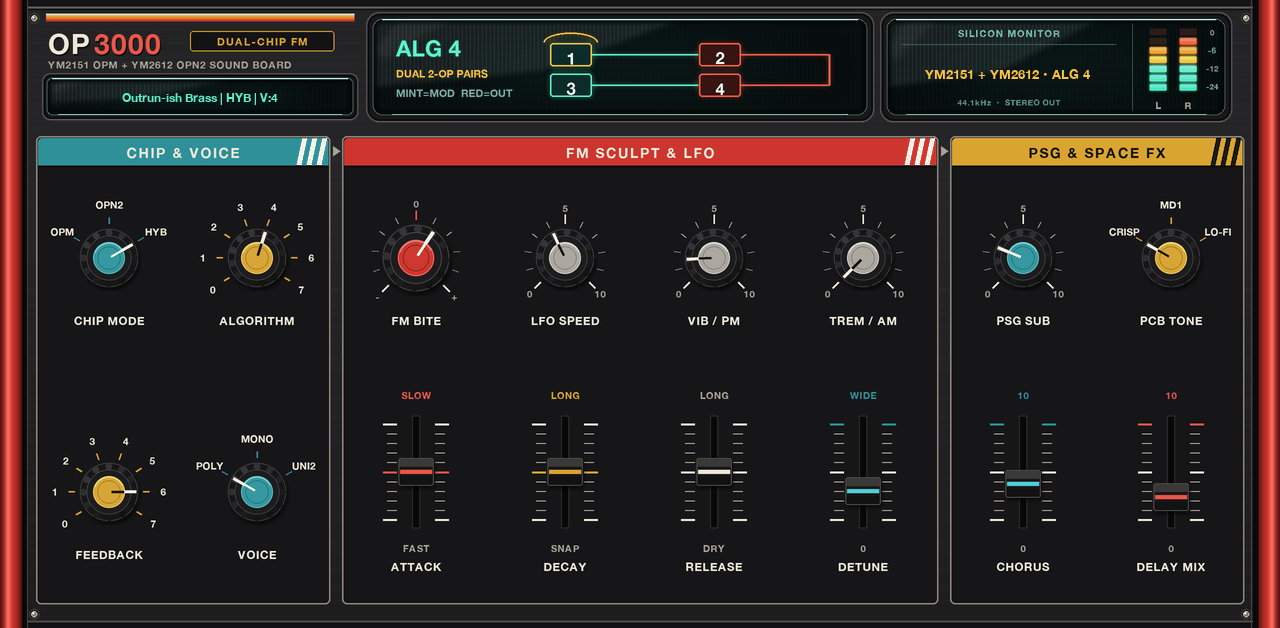 OP 3000
DUAL-CHIP FM
YM2151 OPM + YM2612 OPN2 SOUND BOARD
Outrun-ish Brass | HYB | V:4
ALG 4
DUAL 2-OP PAIRS
MINT=MOD RED=OUT
1
2
3
4
SILICON MONITOR
YM2151 + YM2612 · ALG 4
44.1kHz · STEREO OUT
0
-6
-12
-24
L R
CHIP & VOICE
OPM
OPN2
HYB
CHIP MODE
0
1
2
3
4
5
6
7
ALGORITHM
0
1
2
3
4
5
6
7
FEEDBACK
POLY
MONO
UNI2
VOICE
FM SCULPT & LFO
0
- +
FM BITE
5
0 10
LFO SPEED
5
0 10
VIB / PM
5
0 10
TREM / AM
SLOW
FAST
ATTACK
LONG
SNAP
DECAY
LONG
DRY
RELEASE
WIDE
0
DETUNE
PSG & SPACE FX
5
0 10
PSG SUB
CRISP
MD1
LO-FI
PCB TONE
10
0
CHORUS
10
0
DELAY MIX